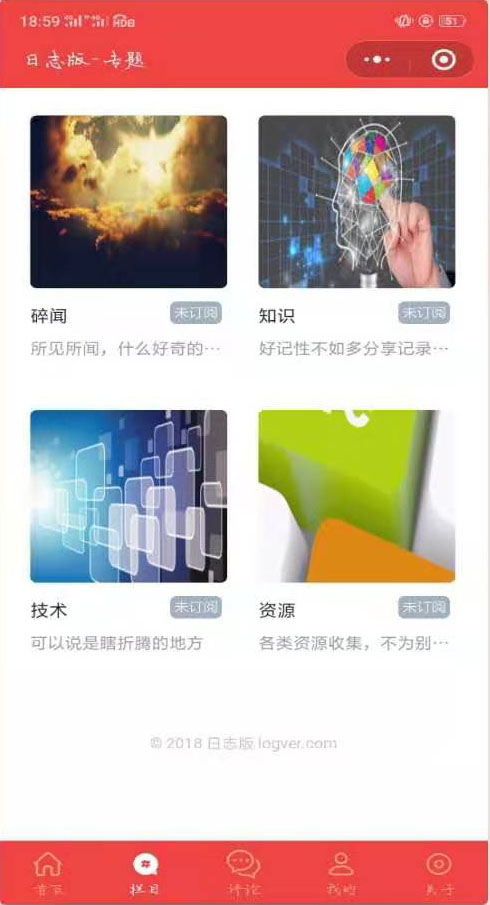 18:59 HDB 51
日志版-专题
碎闻 未订阅
所见所闻，什么好奇的…
知识 未订阅
好记性不如多分享记录…
技术 未订阅
可以说是瞎折腾的地方
资源 未订阅
各类资源收集，不为别…
© 2018 日志版 logver.com
首页 栏目 评论 我的 关于